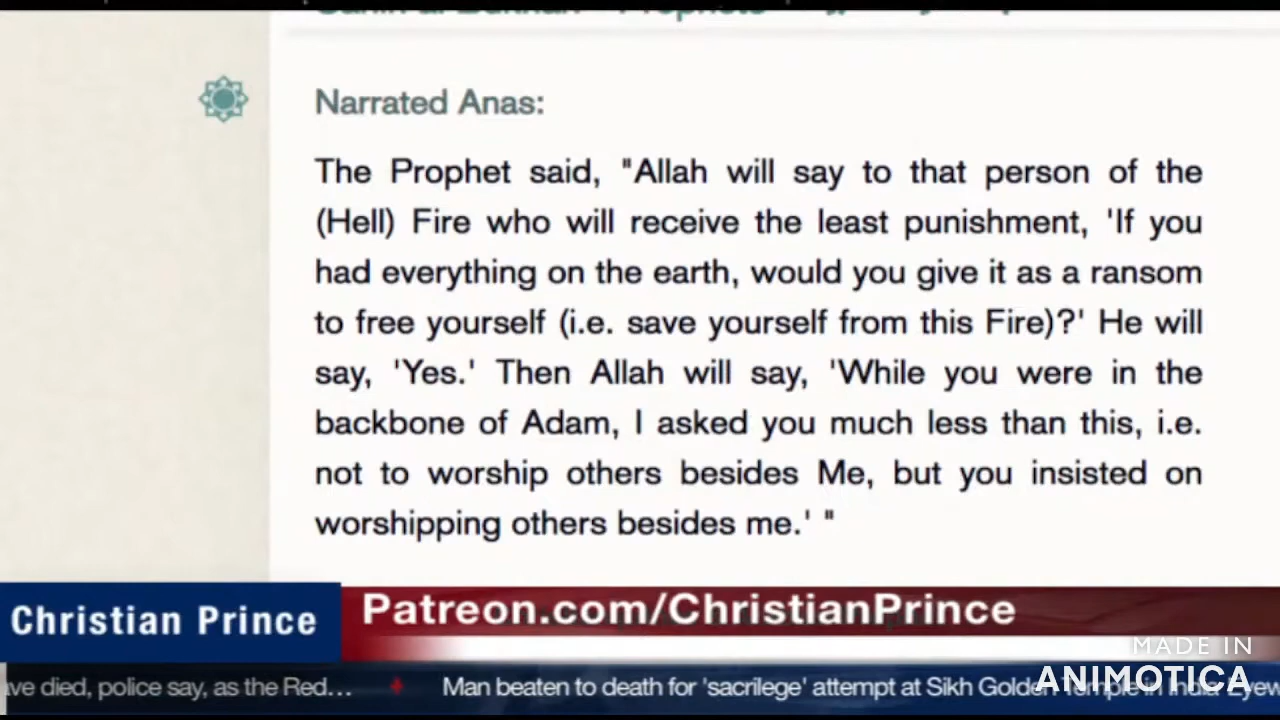 Narrated Anas:
The Prophet said, "Allah will say to that person of the
(Hell) Fire who will receive the least punishment, 'If you
had everything on the earth, would you give it as a ransom
to free yourself (i.e. save yourself from this Fire)?' He will
say, 'Yes.' Then Allah will say, 'While you were in the
backbone of Adam, I asked you much less than this, i.e.
not to worship others besides Me, but you insisted on
worshipping others besides me.' "
Christian Prince
Patreon.com/ChristianPrince
MADE IN
ANIMOTICA
ve died, police say, as the Red... + Man beaten to death for 'sacrilege' attempt at Sikh Golden Temple in India